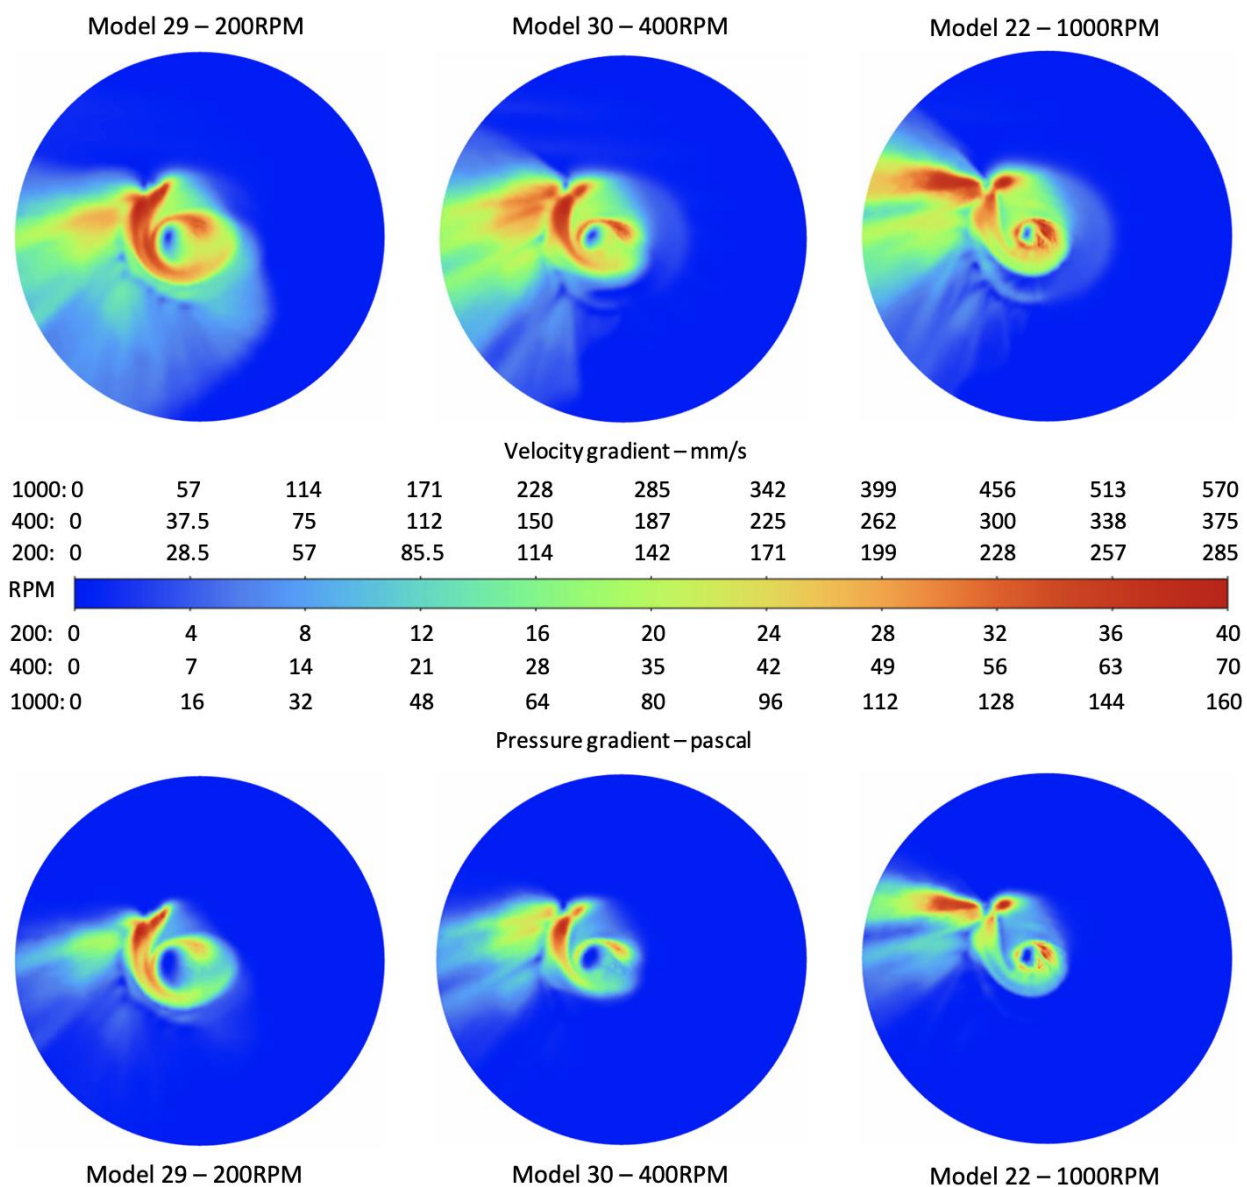 Model 29 – 200RPM Model 30 – 400RPM Model 22 – 1000RPM
Velocity gradient – mm/s
1000: 0 57 114 171 228 285 342 399 456 513 570
400: 0 37.5 75 112 150 187 225 262 300 338 375
200: 0 28.5 57 85.5 114 142 171 199 228 257 285
RPM
200: 0 4 8 12 16 20 24 28 32 36 40
400: 0 7 14 21 28 35 42 49 56 63 70
1000: 0 16 32 48 64 80 96 112 128 144 160
Pressure gradient – pascal
Model 29 – 200RPM Model 30 – 400RPM Model 22 – 1000RPM